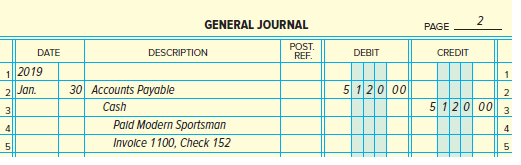 GENERAL JOURNAL PAGE 2
DATE DESCRIPTION POST. REF. DEBIT CREDIT
1 2019 1
2 Jan. 30 Accounts Payable 5 1 2 0 00 2
3 Cash 5 1 2 0 00 3
4 Paid Modern Sportsman 4
5 Invoice 1100, Check 152 5